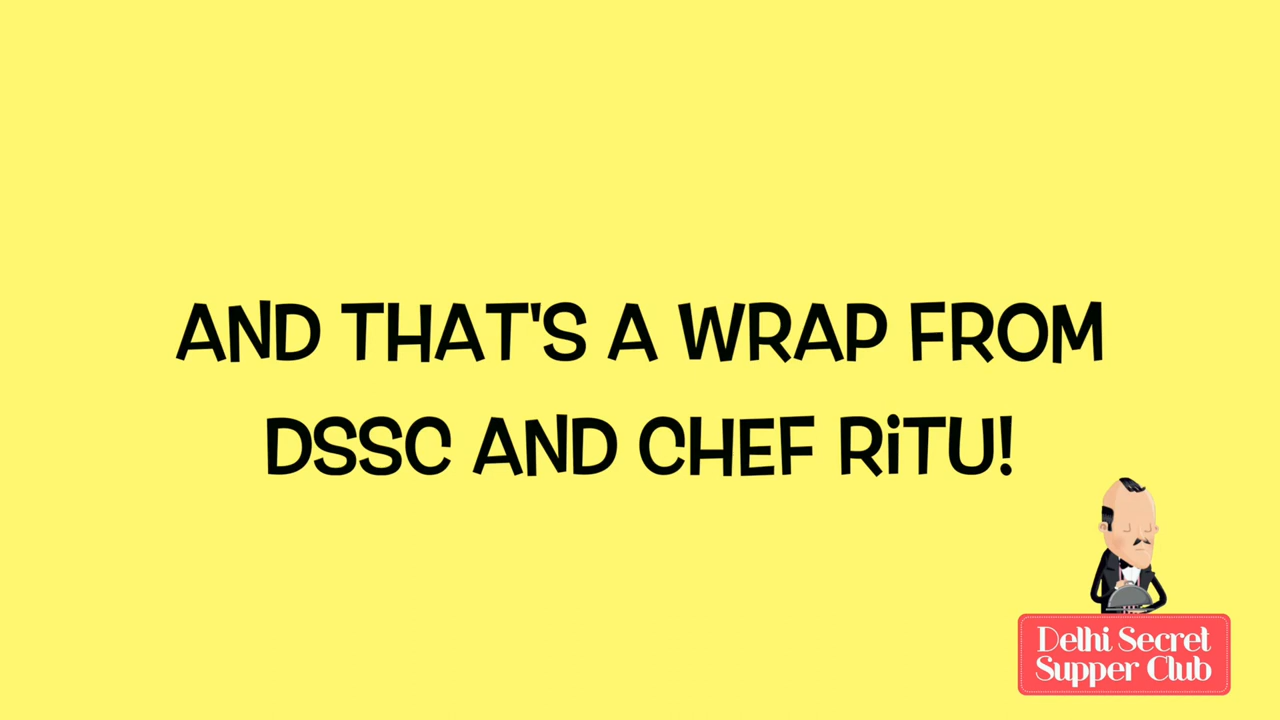 AND THAT'S A WRAP FROM
DSSC AND CHEF RiTU!
Delhi Secret
Supper Club